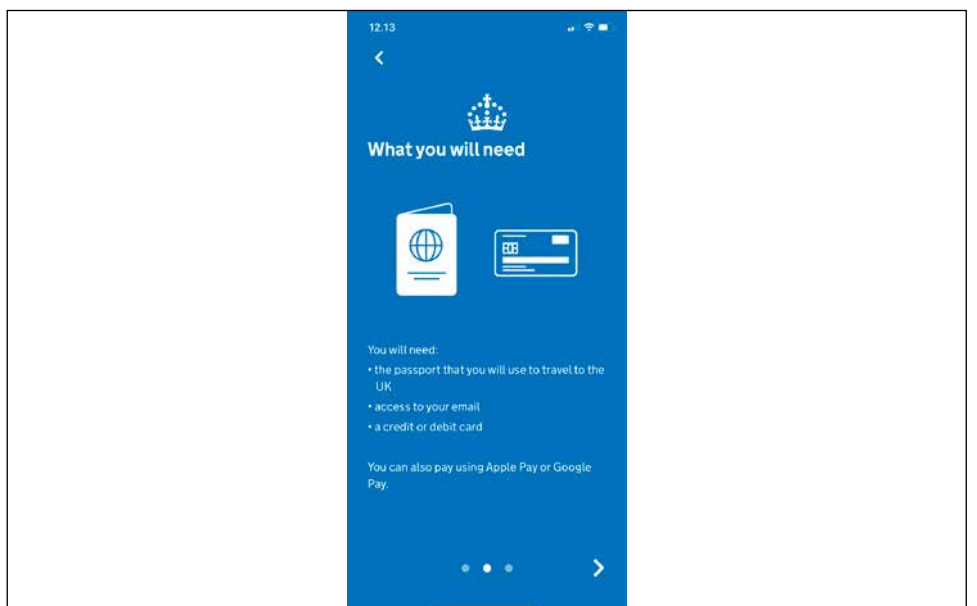 12.13
What you will need
You will need:
• the passport that you will use to travel to the
UK
• access to your email
• a credit or debit card
You can also pay using Apple Pay or Google
Pay.